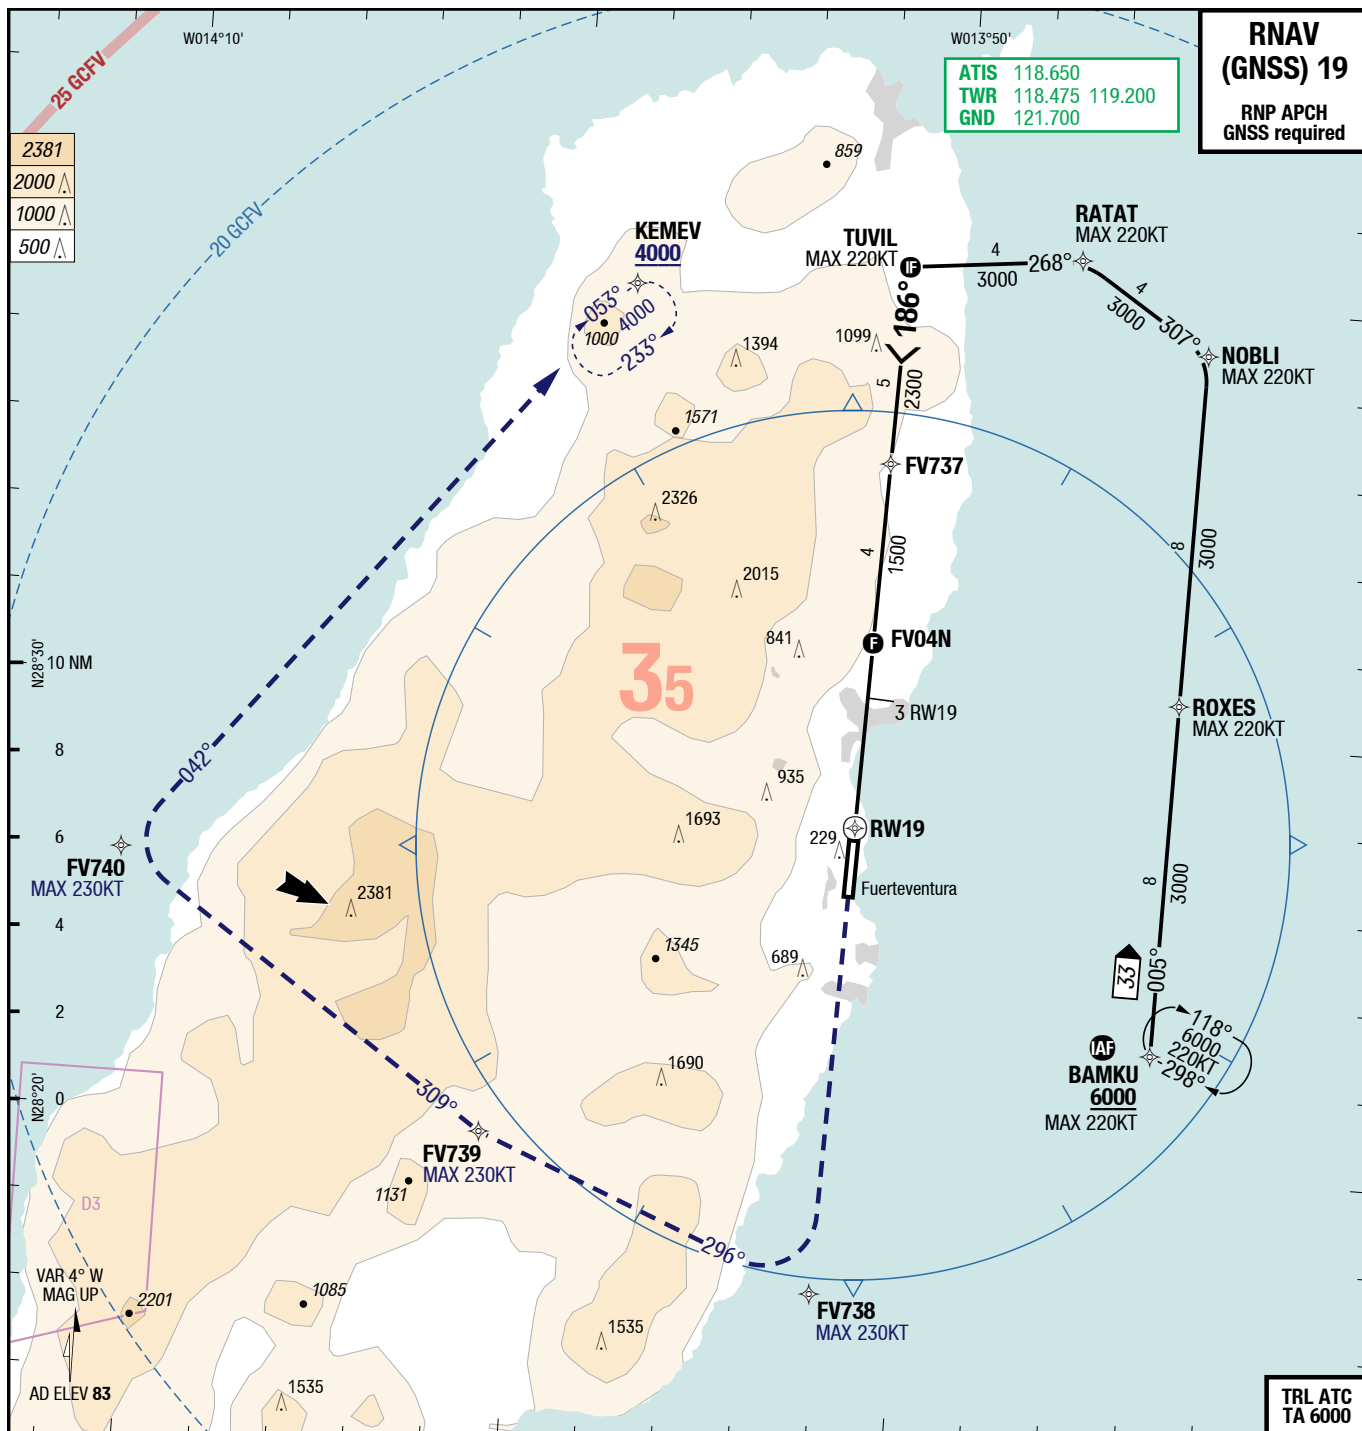 W014°10'
W013°50'
RNAV
(GNSS) 19
RNP APCH
GNSS required
ATIS 118.650
TWR 118.475 119.200
GND 121.700
25 GCFV
20 GCFV
2381
2000
1000
500
859
KEMEV
4000
053°
4000
233°
1000
TUVIL
MAX 220KT
IF
4
3000
268°
RATAT
MAX 220KT
4
3000
307°
NOBLI
MAX 220KT
186°
1099
1394
5
2300
1571
FV737
2326
4
1500
8
3000
2015
841
35
F
FV04N
N28°30'
10 NM
3 RW19
ROXES
MAX 220KT
042°
8
935
1693
6
229
RW19
FV740
MAX 230KT
2381
Fuerteventura
8
3000
4
1345
689
33
005°
2
118°
6000
220KT
298°
IAF
BAMKU
6000
MAX 220KT
1690
N28°20'
0
309°
FV739
MAX 230KT
1131
D3
296°
VAR 4° W
MAG UP
2201
1085
FV738
MAX 230KT
1535
AD ELEV 83
1535
TRL ATC
TA 6000